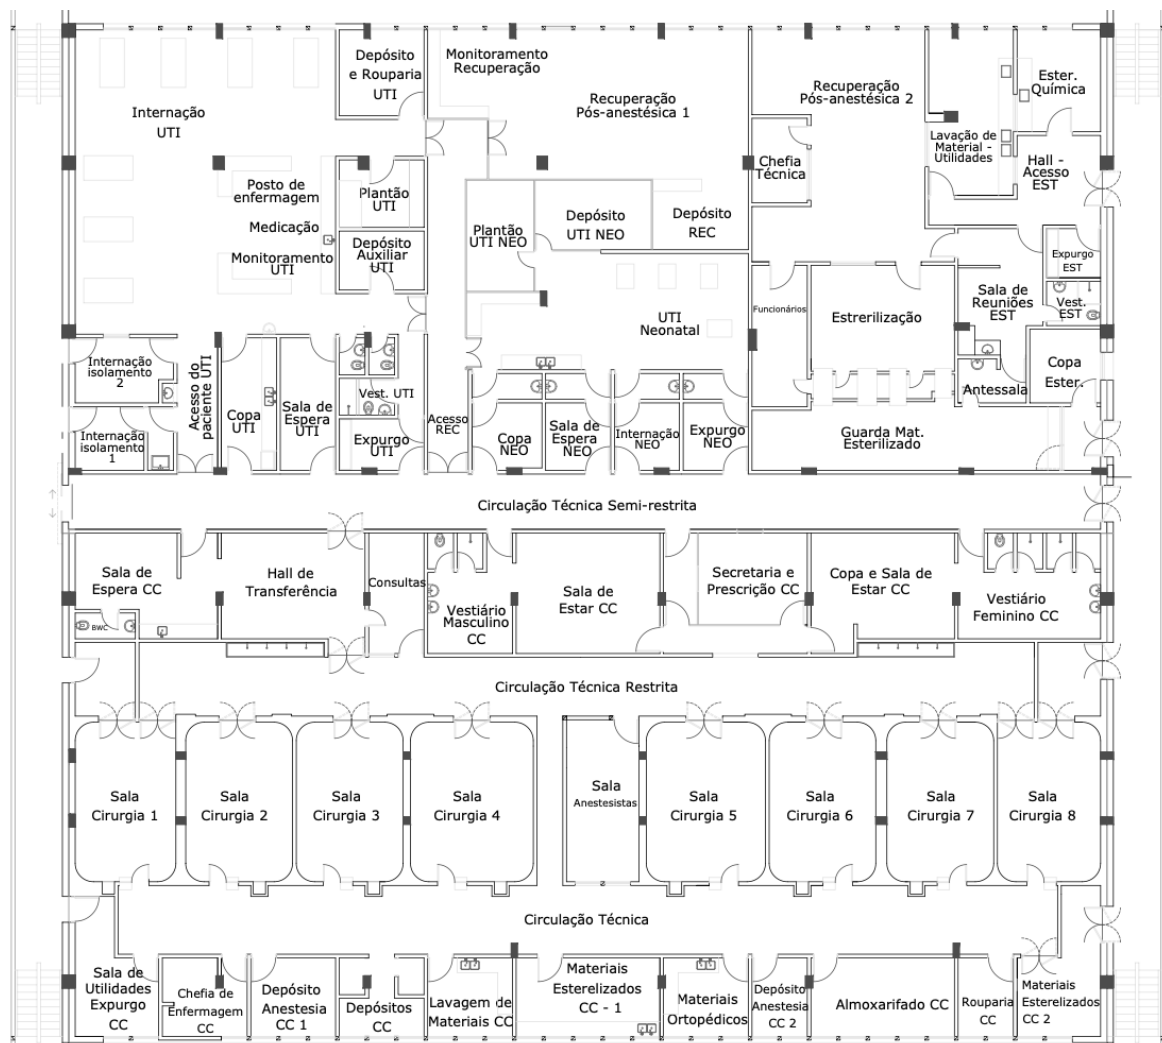 Depósito
e Rouparia
UTI
Monitoramento
Recuperação
Recuperação
Pós-anestésica 1
Recuperação
Pós-anestésica 2
Ester.
Química
Internação
UTI
Lavação de
Material -
Utilidades
Hall -
Acesso
EST
Chefia
Técnica
Posto de
enfermagem
Medicação
Monitoramento
UTI
Plantão
UTI
Depósito
Auxiliar
UTI
Plantão
UTI NEO
Depósito
UTI NEO
Depósito
REC
Expurgo
EST
Sala de
Reuniões
EST
Vest.
EST
Funcionários
Estrerilização
UTI
Neonatal
Internação
isolamento
2
Acesso do
paciente UTI
Copa
UTI
Sala de
Espera
UTI
Vest. UTI
Expurgo
UTI
Acesso
REC
Copa
NEO
Sala de
Espera
NEO
Internação
NEO
Expurgo
NEO
Antessala
Copa
Ester.
Guarda Mat.
Esterilizado
Internação
isolamento
1
Circulação Técnica Semi-restrita
Sala de
Espera CC
BWC
Hall de
Transferência
Consultas
Vestiário
Masculino
CC
Sala de
Estar CC
Secretaria e
Prescrição CC
Copa e Sala de
Estar CC
Vestiário
Feminino CC
Circulação Técnica Restrita
Sala
Cirurgia 1
Sala
Cirurgia 2
Sala
Cirurgia 3
Sala
Cirurgia 4
Sala
Anestesistas
Sala
Cirurgia 5
Sala
Cirurgia 6
Sala
Cirurgia 7
Sala
Cirurgia 8
Circulação Técnica
Sala de
Utilidades
Expurgo
CC
Chefia de
Enfermagem
CC
Depósito
Anestesia
CC 1
Depósitos
CC
Lavagem de
Materiais CC
Materiais
Esterelizados
CC - 1
Materiais
Ortopédicos
Depósito
Anestesia
CC 2
Almoxarifado CC
Rouparia
CC
Materiais
Esterelizados
CC 2